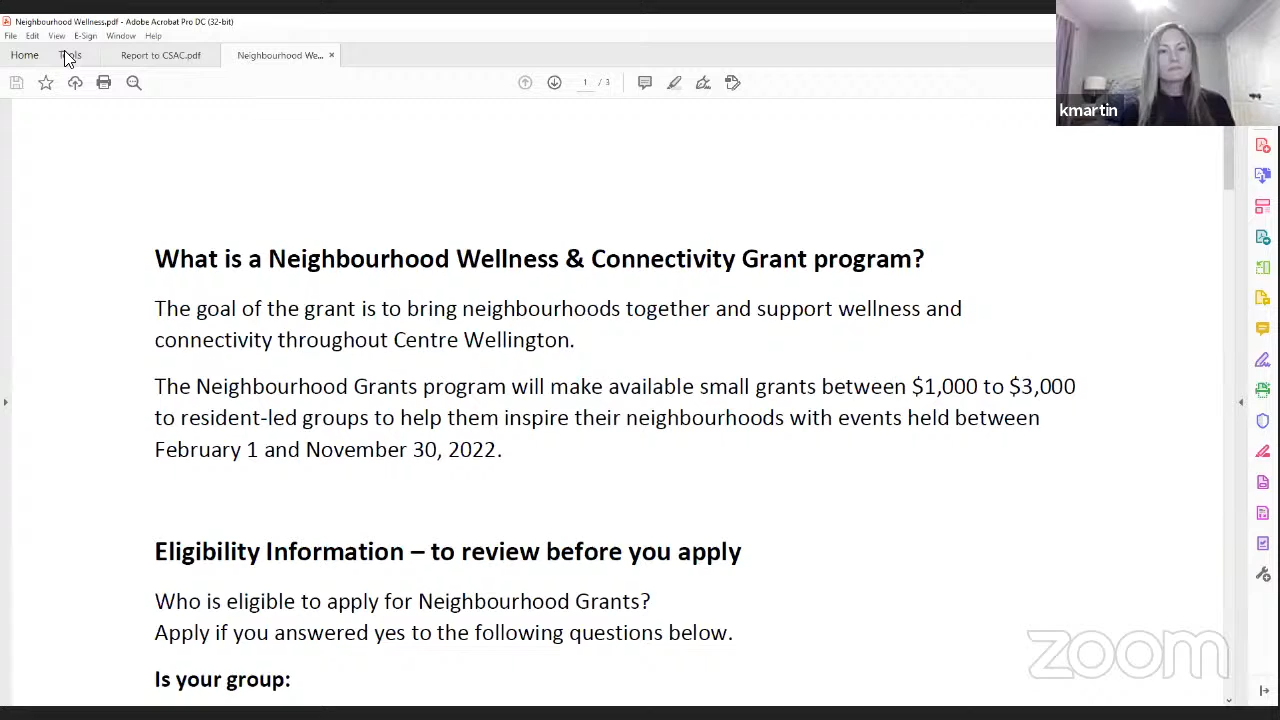 Neighbourhood Wellness.pdf - Adobe Acrobat Pro DC (32-bit)
File Edit View E-Sign Window Help
Home Tools Report to CSAC.pdf Neighbourhood We... ×
1 / 3
kmartin
What is a Neighbourhood Wellness & Connectivity Grant program?
The goal of the grant is to bring neighbourhoods together and support wellness and
connectivity throughout Centre Wellington.
The Neighbourhood Grants program will make available small grants between $1,000 to $3,000
to resident-led groups to help them inspire their neighbourhoods with events held between
February 1 and November 30, 2022.
Eligibility Information – to review before you apply
Who is eligible to apply for Neighbourhood Grants?
Apply if you answered yes to the following questions below.
Is your group:
zoom